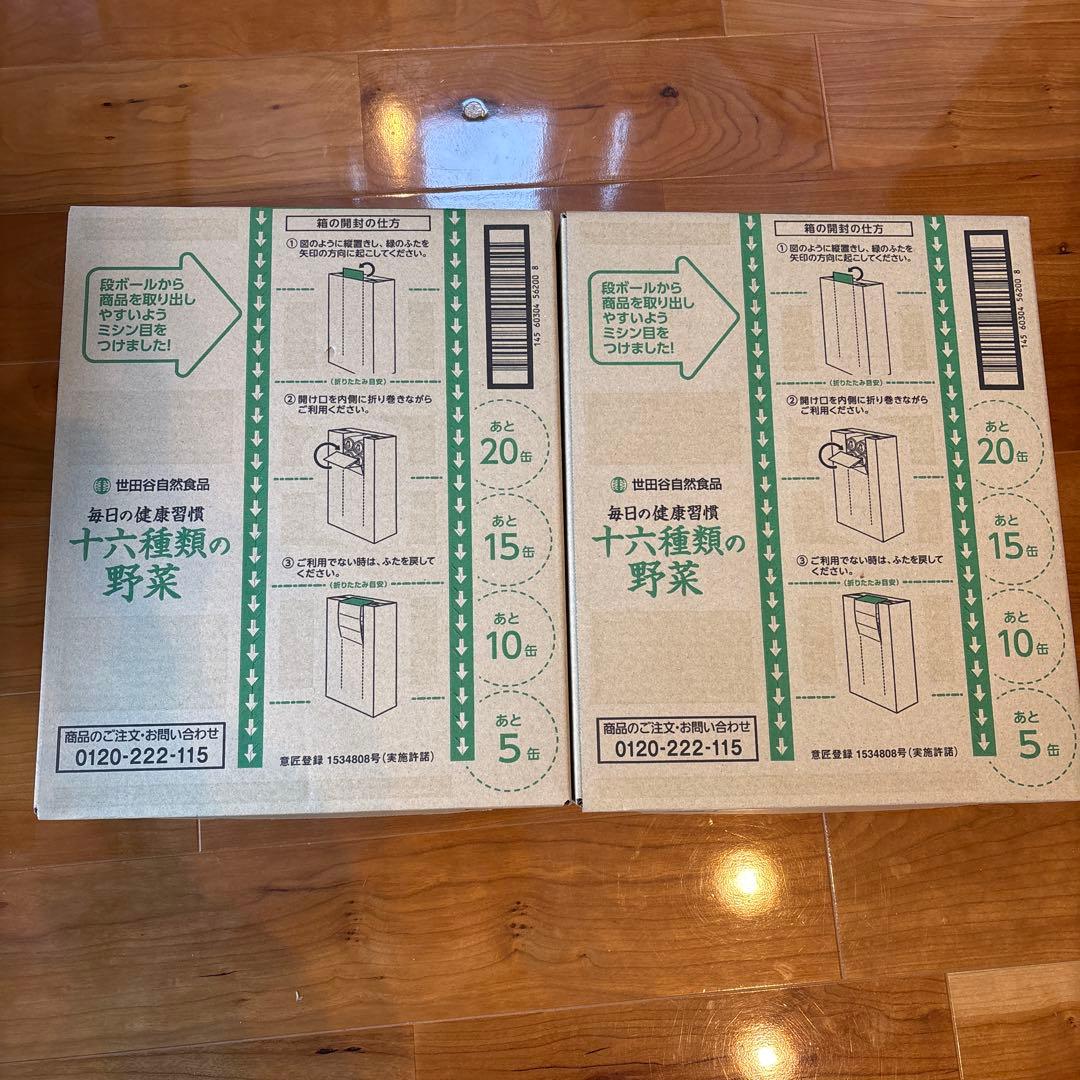 段ボールから
商品を取り出し
やすいよう
ミシン目を
つけました!
世田谷自然食品
毎日の健康習慣
十六種類の
野菜
商品のご注文・お問い合わせ
0120-222-115
箱の開封の仕方
①図のように縦置きし、緑のふたを
矢印の方向に起こしてください。
(折りたたみ目安)
②開け口を内側に折り巻きながら
ご利用ください。
③ご利用でない時は、ふたを戻して
ください。
(折りたたみ目安)
意匠登録 1534808号(実施許諾)
145 60304 56200 8
あと
20缶
あと
15缶
あと
10缶
あと
5缶
段ボールから
商品を取り出し
やすいよう
ミシン目を
つけました!
世田谷自然食品
毎日の健康習慣
十六種類の
野菜
商品のご注文・お問い合わせ
0120-222-115
箱の開封の仕方
①図のように縦置きし、緑のふたを
矢印の方向に起こしてください。
(折りたたみ目安)
②開け口を内側に折り巻きながら
ご利用ください。
③ご利用でない時は、ふたを戻して
ください。
(折りたたみ目安)
意匠登録 1534808号(実施許諾)
145 60304 56200 8
あと
20缶
あと
15缶
あと
10缶
あと
5缶